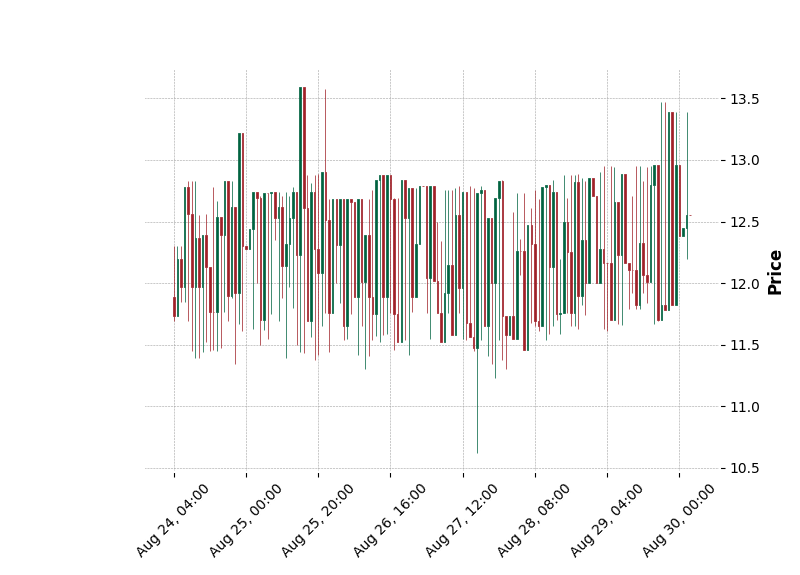 13.5
13.0
12.5
12.0
11.5
11.0
10.5
Price
Aug 24, 04:00
Aug 25, 00:00
Aug 25, 20:00
Aug 26, 16:00
Aug 27, 12:00
Aug 28, 08:00
Aug 29, 04:00
Aug 30, 00:00